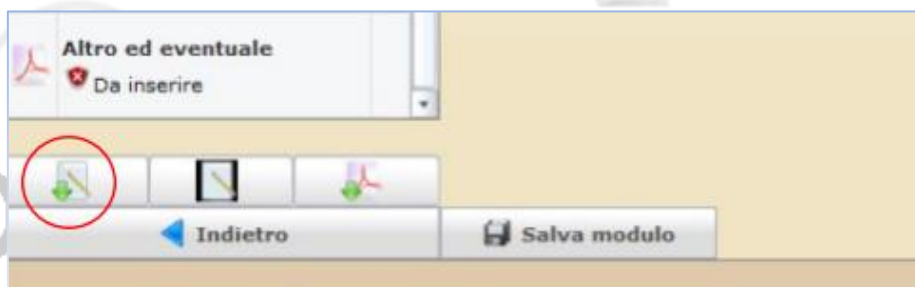 Altro ed eventuale
Da inserire
Indietro
Salva modulo